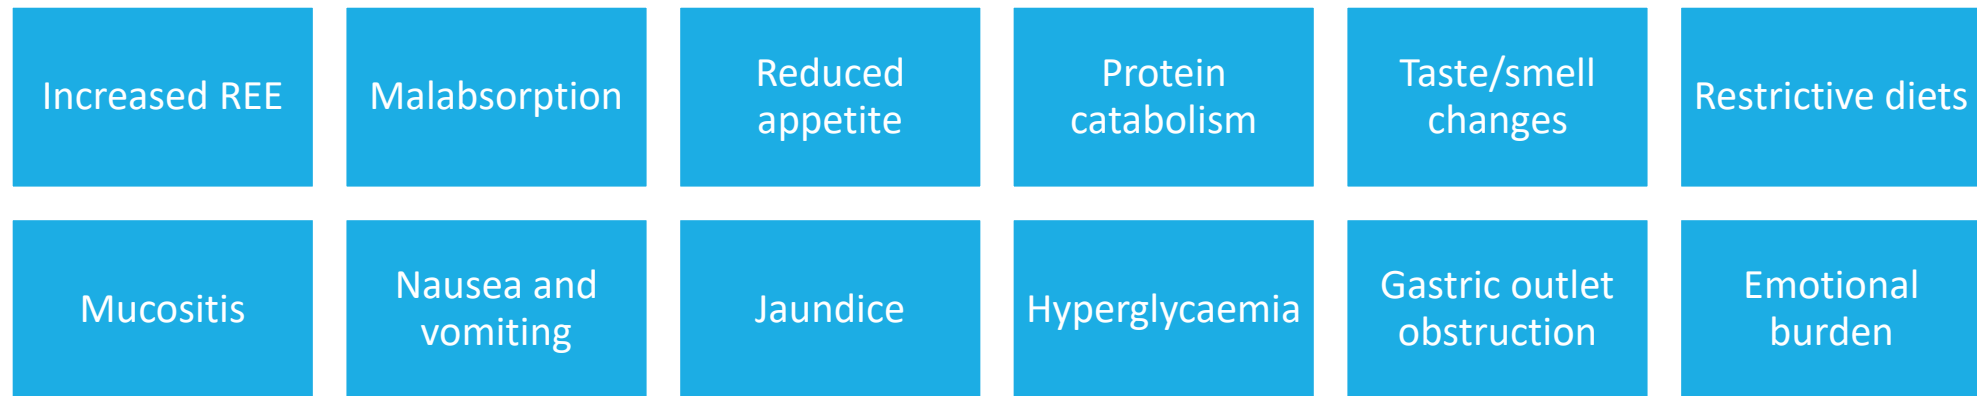 Increased REE
Malabsorption
Reduced
appetite
Protein
catabolism
Taste/smell
changes
Restrictive diets
Mucositis
Nausea and
vomiting
Jaundice
Hyperglycaemia
Gastric outlet
obstruction
Emotional
burden